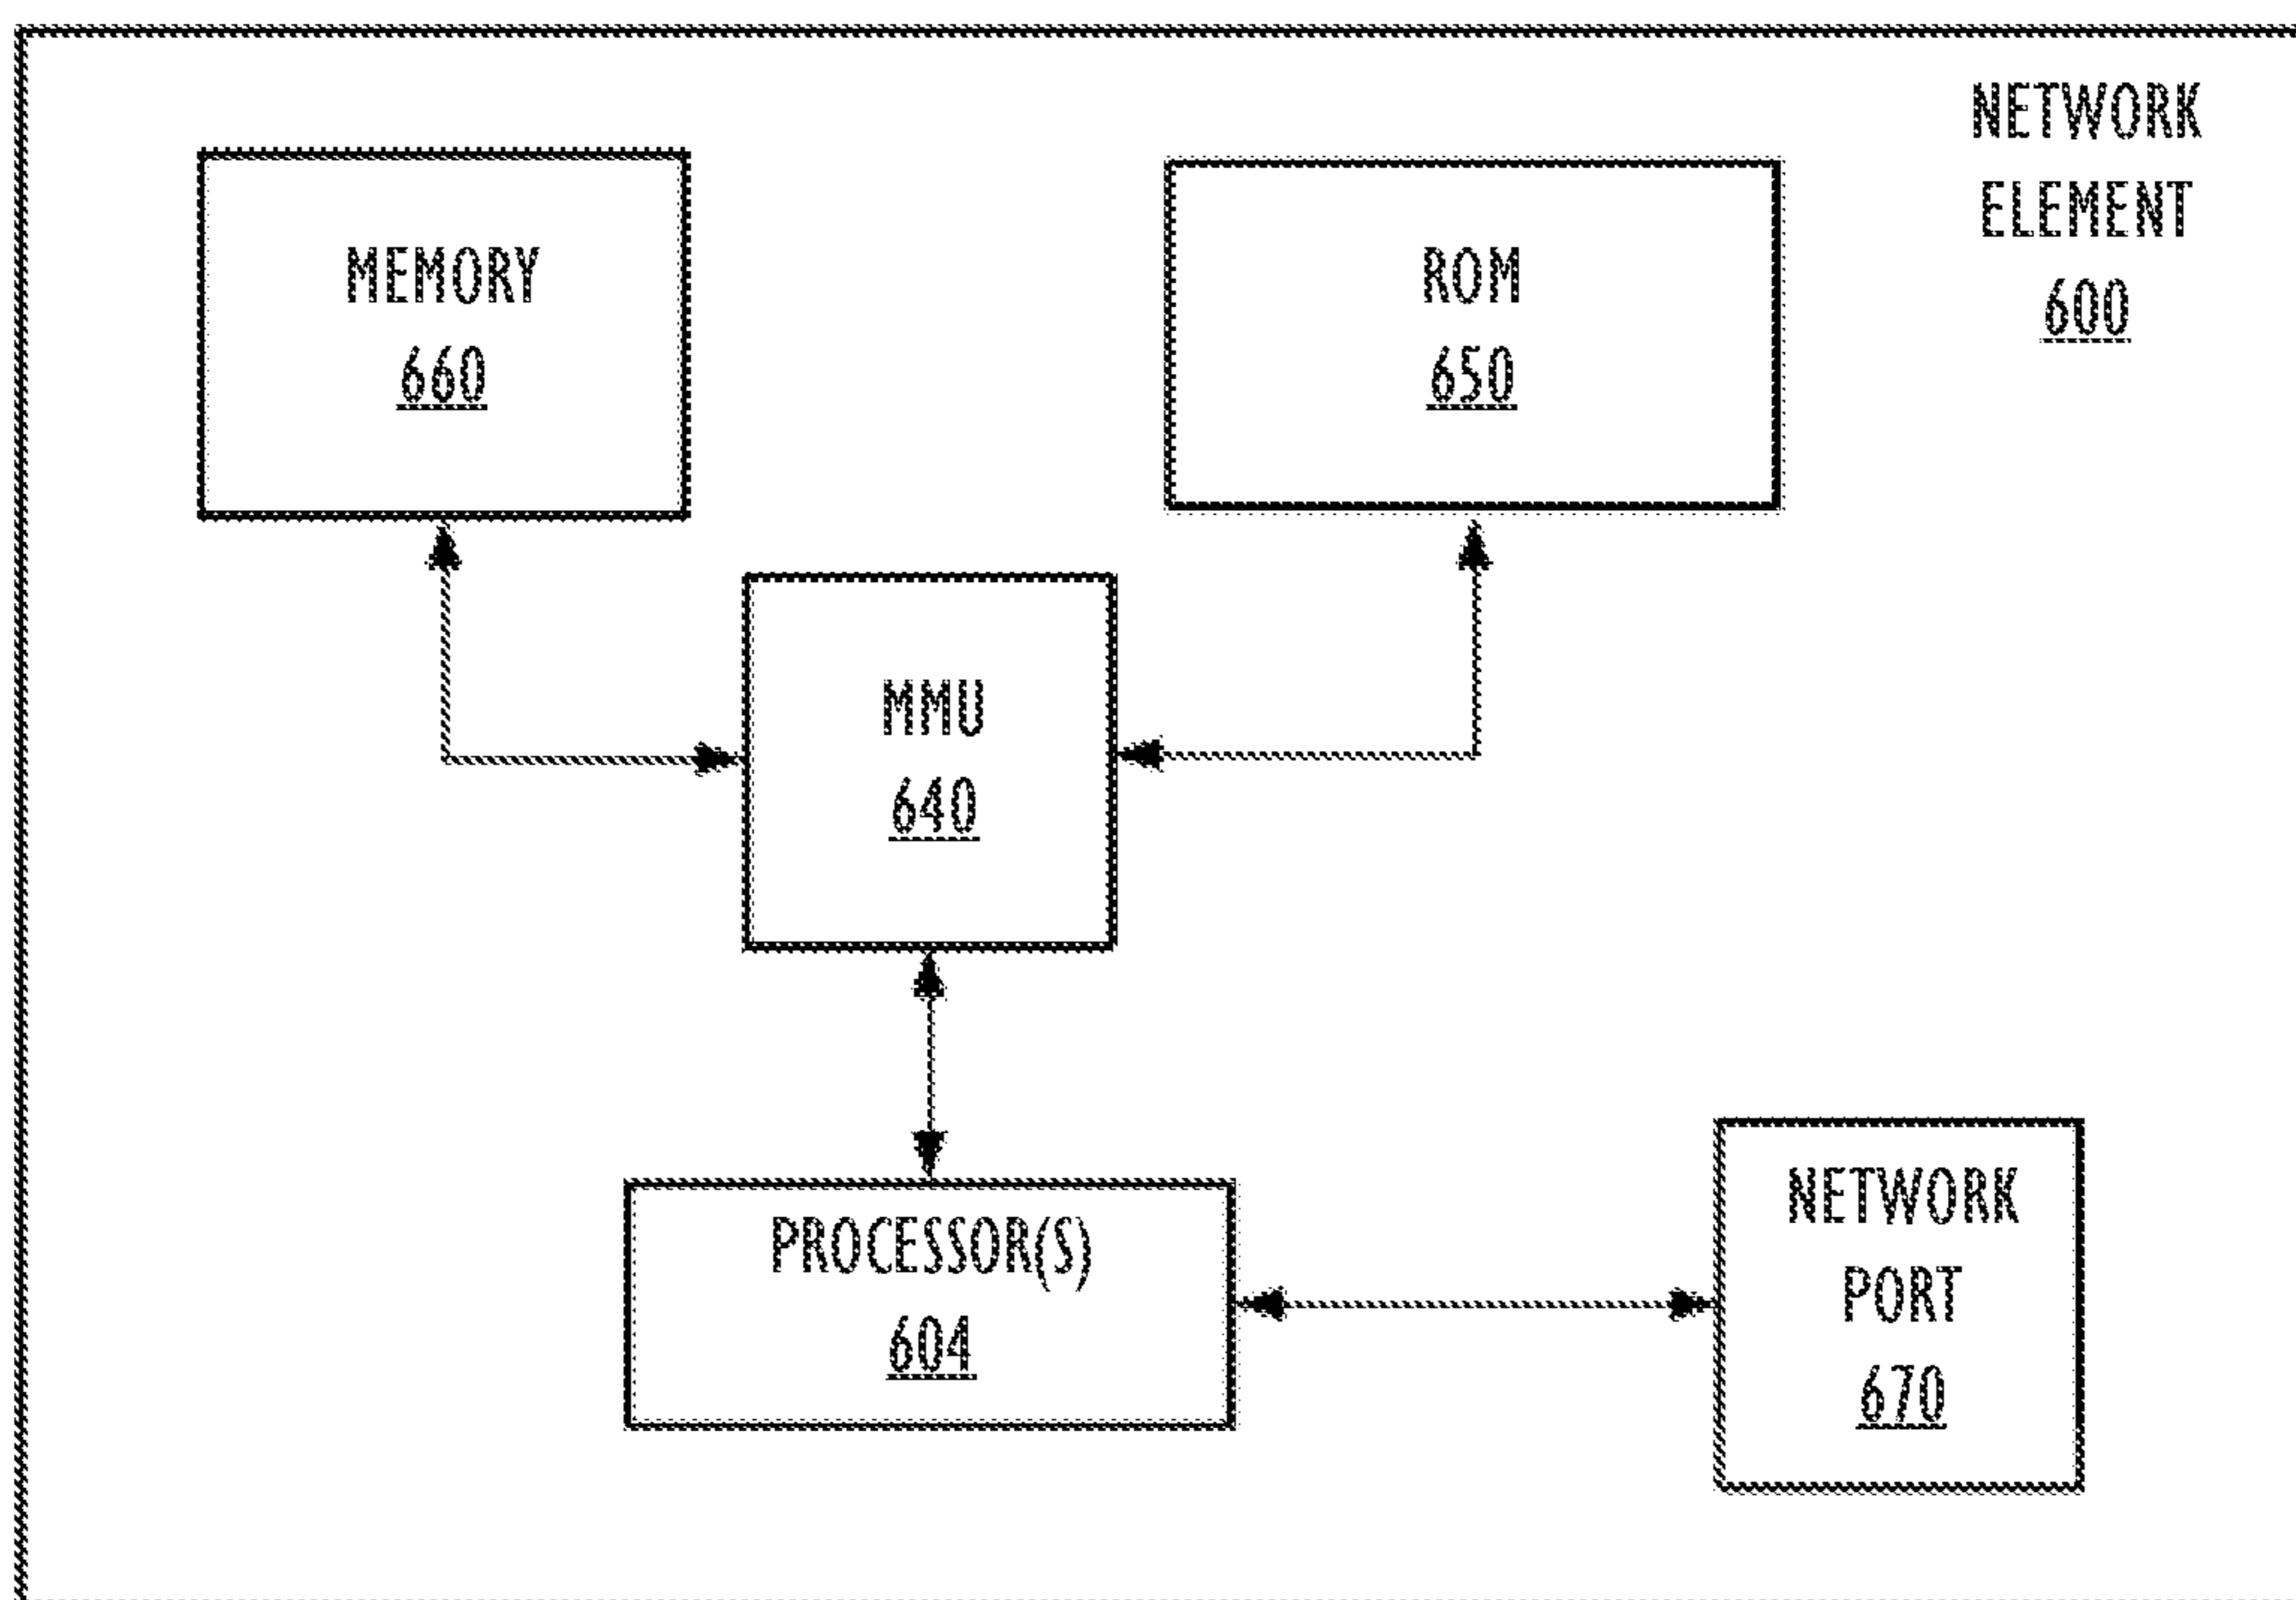 NETWORK
ELEMENT
600
MEMORY
660
ROM
650
MMU
640
PROCESSOR(S)
604
NETWORK
PORT
670